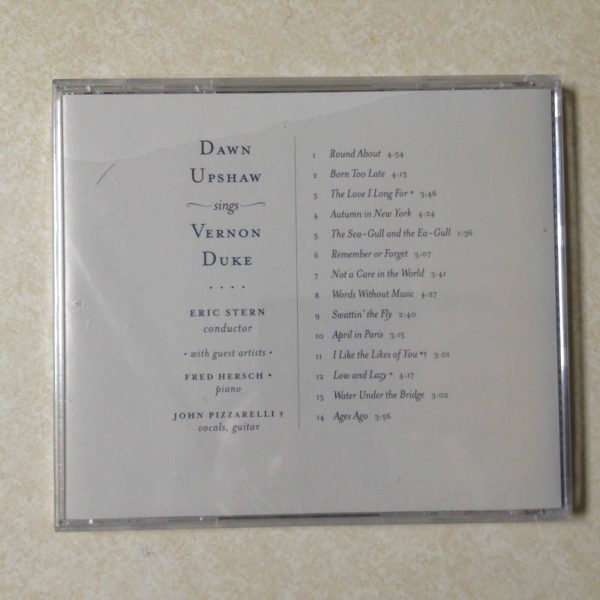 DAWN
UPSHAW
sings
VERNON
DUKE
ERIC STERN
conductor
• with guest artists •
FRED HERSCH *
piano
JOHN PIZZARELLI †
vocals, guitar
1 Round About 4:54
2 Born Too Late 4:13
3 The Love I Long For * 3:46
4 Autumn in New York 4:24
5 The Sea-Gull and the Ea-Gull 1:36
6 Remember or Forget 3:07
7 Not a Care in the World 3:41
8 Words Without Music 4:27
9 Swattin' the Fly 2:40
10 April in Paris 3:15
11 I Like the Likes of You *† 3:01
12 Low and Lazy * 4:17
13 Water Under the Bridge 3:02
14 Ages Ago 3:56